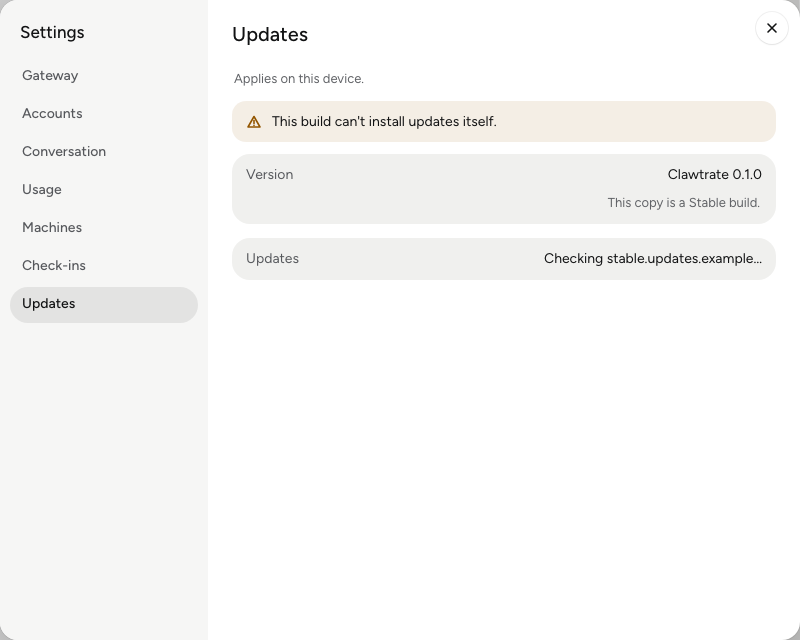 Settings
Gateway
Accounts
Conversation
Usage
Machines
Check-ins
Updates
Updates
Applies on this device.
This build can't install updates itself.
Version
Clawtrate 0.1.0
This copy is a Stable build.
Updates
Checking stable.updates.example…